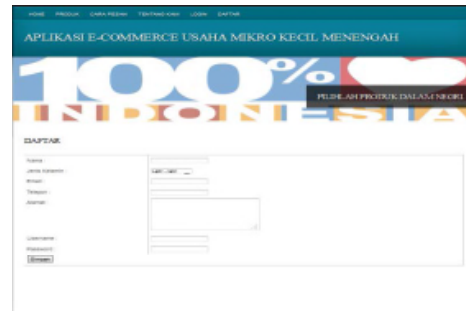 HOME PRODUK CARA PESAN TENTANG KAMI LOGIN DAFTAR
APLIKASI E-COMMERCE USAHA MIKRO KECIL MENENGAH
100%
PILIHLAH PRODUK DALAM NEGRI
INDONESIA
DAFTAR
Nama :
Jenis Kelamin :
Email :
Telepon :
Alamat :
Username :
Password :
Simpan